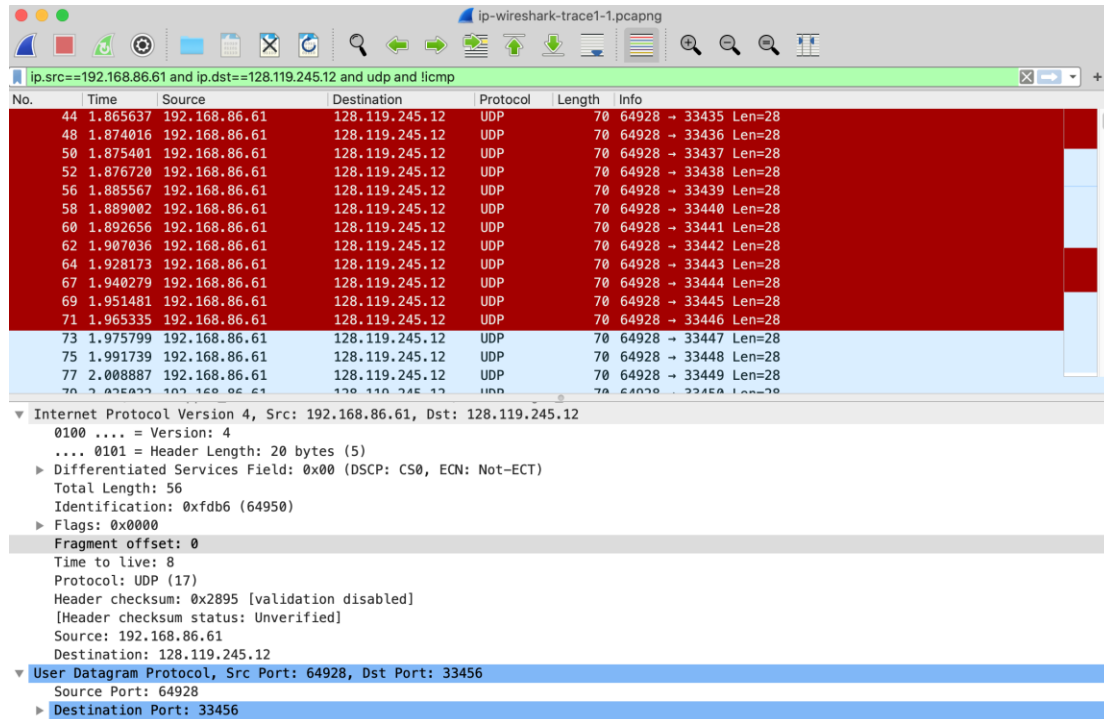 ip-wireshark-trace1-1.pcapng
ip.src==192.168.86.61 and ip.dst==128.119.245.12 and udp and !icmp
No. Time Source Destination Protocol Length Info
44 1.865637 192.168.86.61 128.119.245.12 UDP 70 64928 → 33435 Len=28
48 1.874016 192.168.86.61 128.119.245.12 UDP 70 64928 → 33436 Len=28
50 1.875401 192.168.86.61 128.119.245.12 UDP 70 64928 → 33437 Len=28
52 1.876720 192.168.86.61 128.119.245.12 UDP 70 64928 → 33438 Len=28
56 1.885567 192.168.86.61 128.119.245.12 UDP 70 64928 → 33439 Len=28
58 1.889002 192.168.86.61 128.119.245.12 UDP 70 64928 → 33440 Len=28
60 1.892656 192.168.86.61 128.119.245.12 UDP 70 64928 → 33441 Len=28
62 1.907036 192.168.86.61 128.119.245.12 UDP 70 64928 → 33442 Len=28
64 1.928173 192.168.86.61 128.119.245.12 UDP 70 64928 → 33443 Len=28
67 1.940279 192.168.86.61 128.119.245.12 UDP 70 64928 → 33444 Len=28
69 1.951481 192.168.86.61 128.119.245.12 UDP 70 64928 → 33445 Len=28
71 1.965335 192.168.86.61 128.119.245.12 UDP 70 64928 → 33446 Len=28
73 1.975799 192.168.86.61 128.119.245.12 UDP 70 64928 → 33447 Len=28
75 1.991739 192.168.86.61 128.119.245.12 UDP 70 64928 → 33448 Len=28
77 2.008887 192.168.86.61 128.119.245.12 UDP 70 64928 → 33449 Len=28
Internet Protocol Version 4, Src: 192.168.86.61, Dst: 128.119.245.12
0100 .... = Version: 4
.... 0101 = Header Length: 20 bytes (5)
Differentiated Services Field: 0x00 (DSCP: CS0, ECN: Not-ECT)
Total Length: 56
Identification: 0xfdb6 (64950)
Flags: 0x0000
Fragment offset: 0
Time to live: 8
Protocol: UDP (17)
Header checksum: 0x2895 [validation disabled]
[Header checksum status: Unverified]
Source: 192.168.86.61
Destination: 128.119.245.12
User Datagram Protocol, Src Port: 64928, Dst Port: 33456
Source Port: 64928
Destination Port: 33456